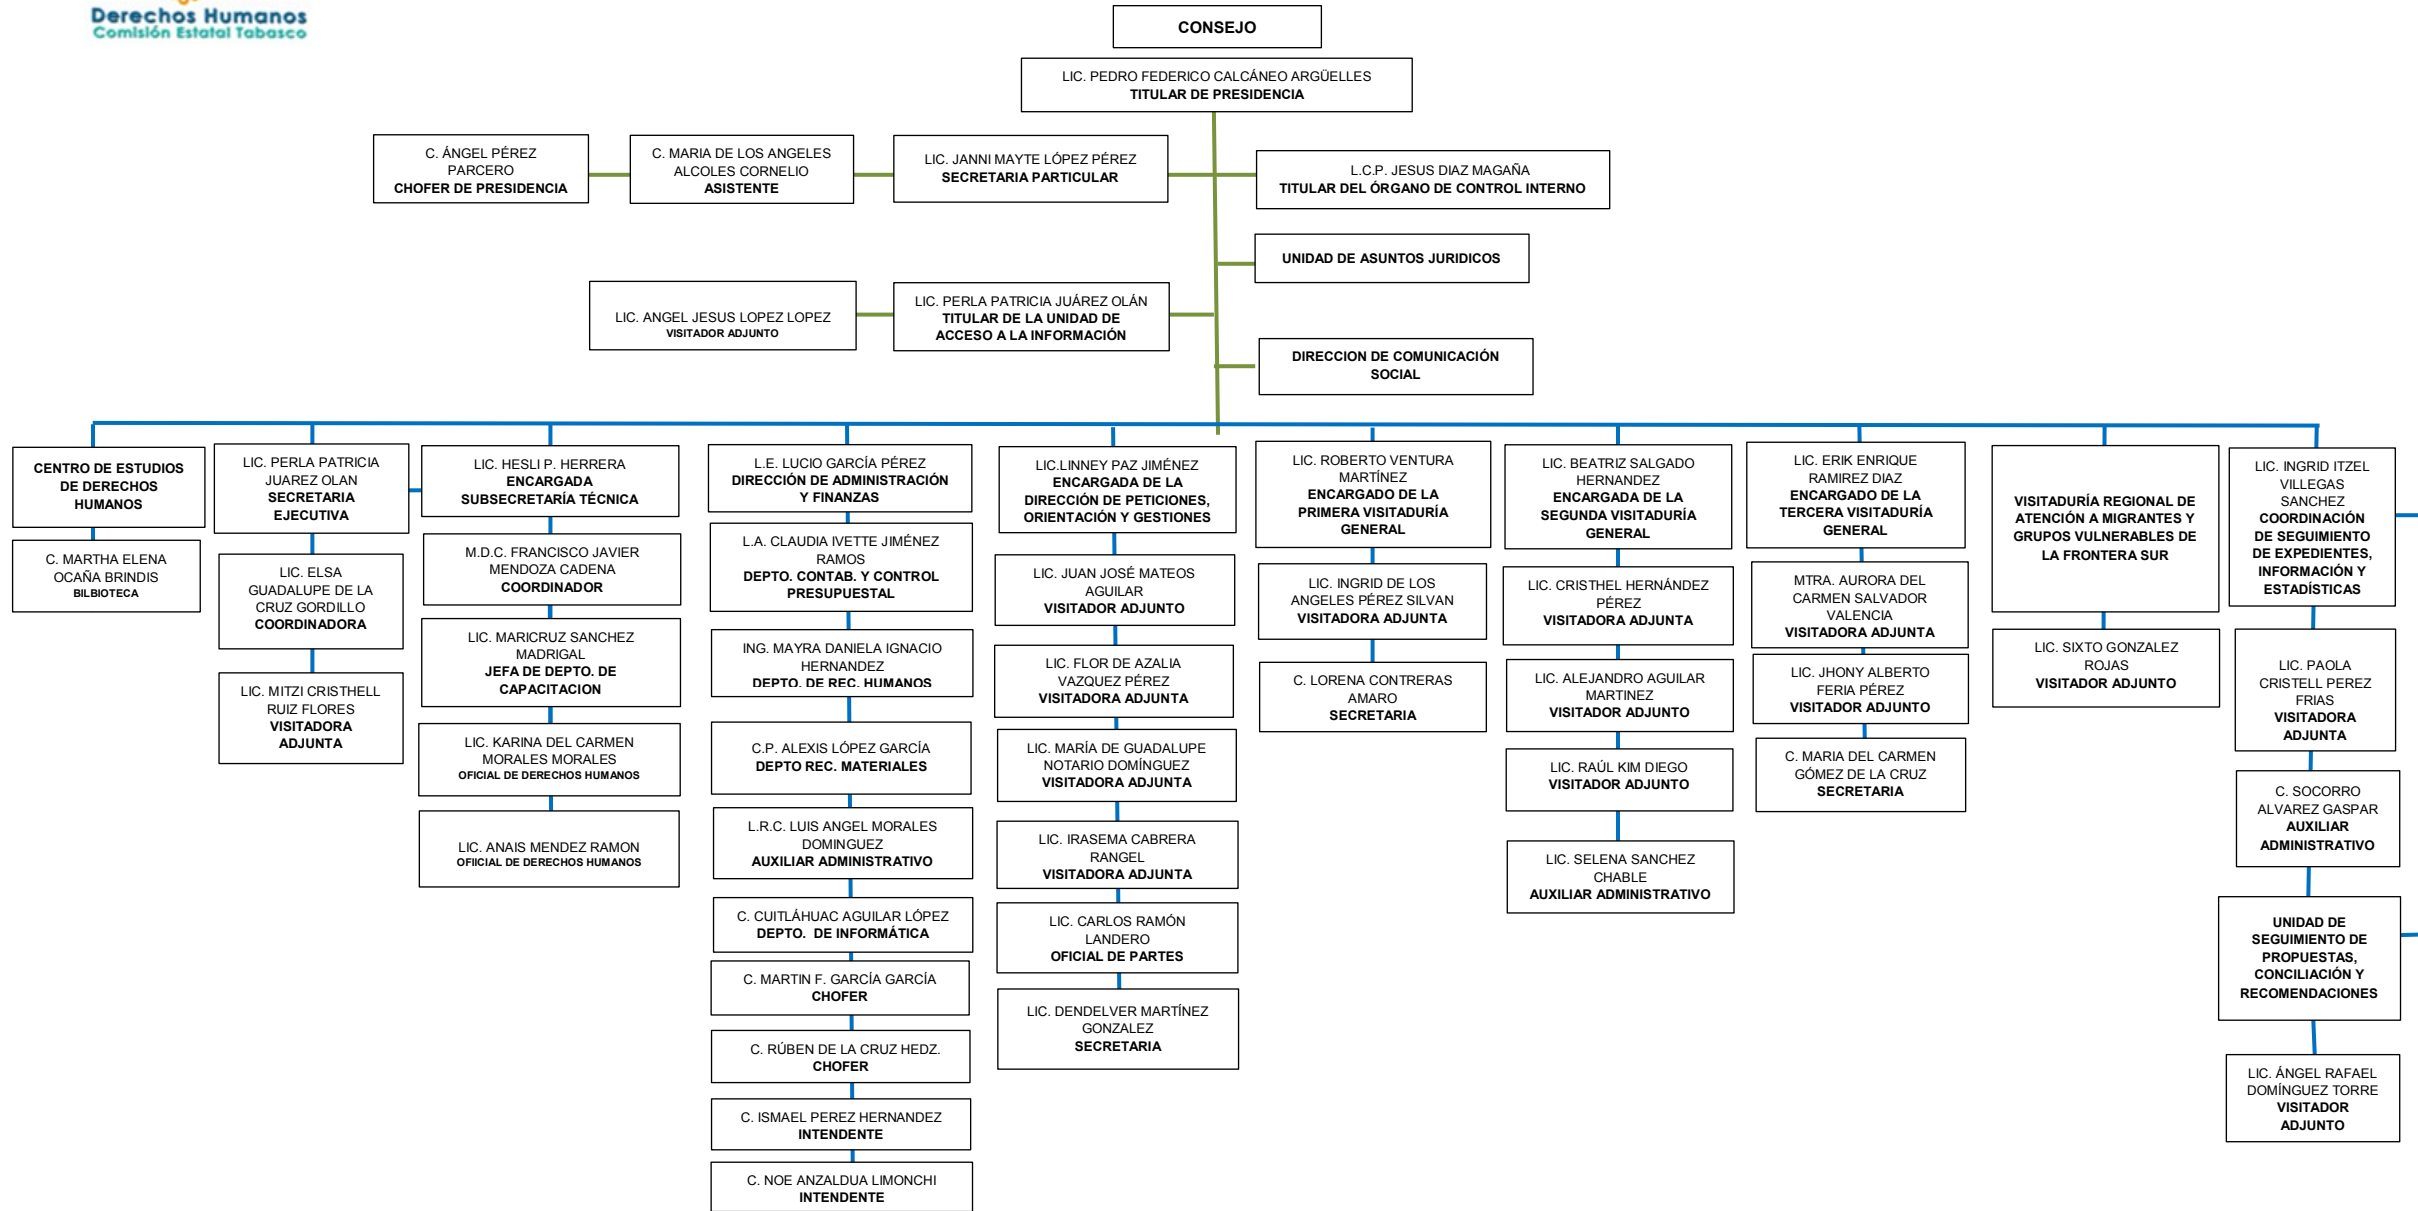 Derechos Humanos
Comisión Estatal Tabasco
CONSEJO
LIC. PEDRO FEDERICO CALCÁNEO ARGÜELLES
TITULAR DE PRESIDENCIA
C. ÁNGEL PÉREZ
PARCERO
CHOFER DE PRESIDENCIA
C. MARIA DE LOS ANGELES
ALCOLES CORNELIO
ASISTENTE
LIC. JANNI MAYTE LÓPEZ PÉREZ
SECRETARIA PARTICULAR
L.C.P. JESUS DIAZ MAGAÑA
TITULAR DEL ÓRGANO DE CONTROL INTERNO
UNIDAD DE ASUNTOS JURIDICOS
LIC. ANGEL JESUS LOPEZ LOPEZ
VISITADOR ADJUNTO
LIC. PERLA PATRICIA JUÁREZ OLÁN
TITULAR DE LA UNIDAD DE
ACCESO A LA INFORMACIÓN
DIRECCION DE COMUNICACIÓN
SOCIAL
CENTRO DE ESTUDIOS
DE DERECHOS
HUMANOS
C. MARTHA ELENA
OCAÑA BRINDIS
BILBIOTECA
LIC. PERLA PATRICIA
JUAREZ OLAN
SECRETARIA
EJECUTIVA
LIC. ELSA
GUADALUPE DE LA
CRUZ GORDILLO
COORDINADORA
LIC. MITZI CRISTHELL
RUIZ FLORES
VISITADORA
ADJUNTA
LIC. HESLI P. HERRERA
ENCARGADA
SUBSECRETARÍA TÉCNICA
M.D.C. FRANCISCO JAVIER
MENDOZA CADENA
COORDINADOR
LIC. MARICRUZ SANCHEZ
MADRIGAL
JEFA DE DEPTO. DE
CAPACITACION
LIC. KARINA DEL CARMEN
MORALES MORALES
OFICIAL DE DERECHOS HUMANOS
LIC. ANAIS MENDEZ RAMON
OFIICIAL DE DERECHOS HUMANOS
L.E. LUCIO GARCÍA PÉREZ
DIRECCIÓN DE ADMINISTRACIÓN
Y FINANZAS
L.A. CLAUDIA IVETTE JIMÉNEZ
RAMOS
DEPTO. CONTAB. Y CONTROL
PRESUPUESTAL
ING. MAYRA DANIELA IGNACIO
HERNANDEZ
DEPTO. DE REC. HUMANOS
C.P. ALEXIS LÓPEZ GARCÍA
DEPTO REC. MATERIALES
L.R.C. LUIS ANGEL MORALES
DOMINGUEZ
AUXILIAR ADMINISTRATIVO
C. CUITLÁHUAC AGUILAR LÓPEZ
DEPTO. DE INFORMÁTICA
C. MARTIN F. GARCÍA GARCÍA
CHOFER
C. RÚBEN DE LA CRUZ HEDZ.
CHOFER
C. ISMAEL PEREZ HERNANDEZ
INTENDENTE
C. NOE ANZALDUA LIMONCHI
INTENDENTE
LIC.LINNEY PAZ JIMÉNEZ
ENCARGADA DE LA
DIRECCIÓN DE PETICIONES,
ORIENTACIÓN Y GESTIONES
LIC. JUAN JOSÉ MATEOS
AGUILAR
VISITADOR ADJUNTO
LIC. FLOR DE AZALIA
VAZQUEZ PÉREZ
VISITADORA ADJUNTA
LIC. MARÍA DE GUADALUPE
NOTARIO DOMÍNGUEZ
VISITADORA ADJUNTA
LIC. IRASEMA CABRERA
RANGEL
VISITADORA ADJUNTA
LIC. CARLOS RAMÓN
LANDERO
OFICIAL DE PARTES
LIC. DENDELVER MARTÍNEZ
GONZALEZ
SECRETARIA
LIC. ROBERTO VENTURA
MARTÍNEZ
ENCARGADO DE LA
PRIMERA VISITADURÍA
GENERAL
LIC. INGRID DE LOS
ANGELES PÉREZ SILVAN
VISITADORA ADJUNTA
C. LORENA CONTRERAS
AMARO
SECRETARIA
LIC. BEATRIZ SALGADO
HERNANDEZ
ENCARGADA DE LA
SEGUNDA VISITADURÍA
GENERAL
LIC. CRISTHEL HERNÁNDEZ
PÉREZ
VISITADORA ADJUNTA
LIC. ALEJANDRO AGUILAR
MARTINEZ
VISITADOR ADJUNTO
LIC. RAÚL KIM DIEGO
VISITADOR ADJUNTO
LIC. SELENA SANCHEZ
CHABLE
AUXILIAR ADMINISTRATIVO
LIC. ERIK ENRIQUE
RAMIREZ DIAZ
ENCARGADO DE LA
TERCERA VISITADURÍA
GENERAL
MTRA. AURORA DEL
CARMEN SALVADOR
VALENCIA
VISITADORA ADJUNTA
LIC. JHONY ALBERTO
FERIA PÉREZ
VISITADOR ADJUNTO
C. MARIA DEL CARMEN
GÓMEZ DE LA CRUZ
SECRETARIA
VISITADURÍA REGIONAL DE
ATENCIÓN A MIGRANTES Y
GRUPOS VULNERABLES DE
LA FRONTERA SUR
LIC. SIXTO GONZALEZ
ROJAS
VISITADOR ADJUNTO
LIC. INGRID ITZEL
VILLEGAS
SANCHEZ
COORDINACIÓN
DE SEGUIMIENTO
DE EXPEDIENTES,
INFORMACIÓN Y
ESTADÍSTICAS
LIC. PAOLA
CRISTELL PEREZ
FRIAS
VISITADORA
ADJUNTA
C. SOCORRO
ALVAREZ GASPAR
AUXILIAR
ADMINISTRATIVO
UNIDAD DE
SEGUIMIENTO DE
PROPUESTAS,
CONCILIACIÓN Y
RECOMENDACIONES
LIC. ÁNGEL RAFAEL
DOMÍNGUEZ TORRE
VISITADOR
ADJUNTO